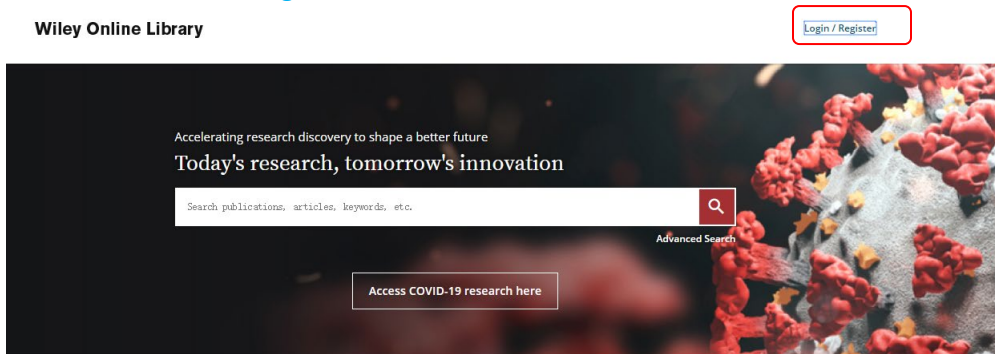 Wiley Online Library
Login / Register
Accelerating research discovery to shape a better future
Today's research, tomorrow's innovation
Search publications, articles, keywords, etc.
Advanced Search
Access COVID-19 research here